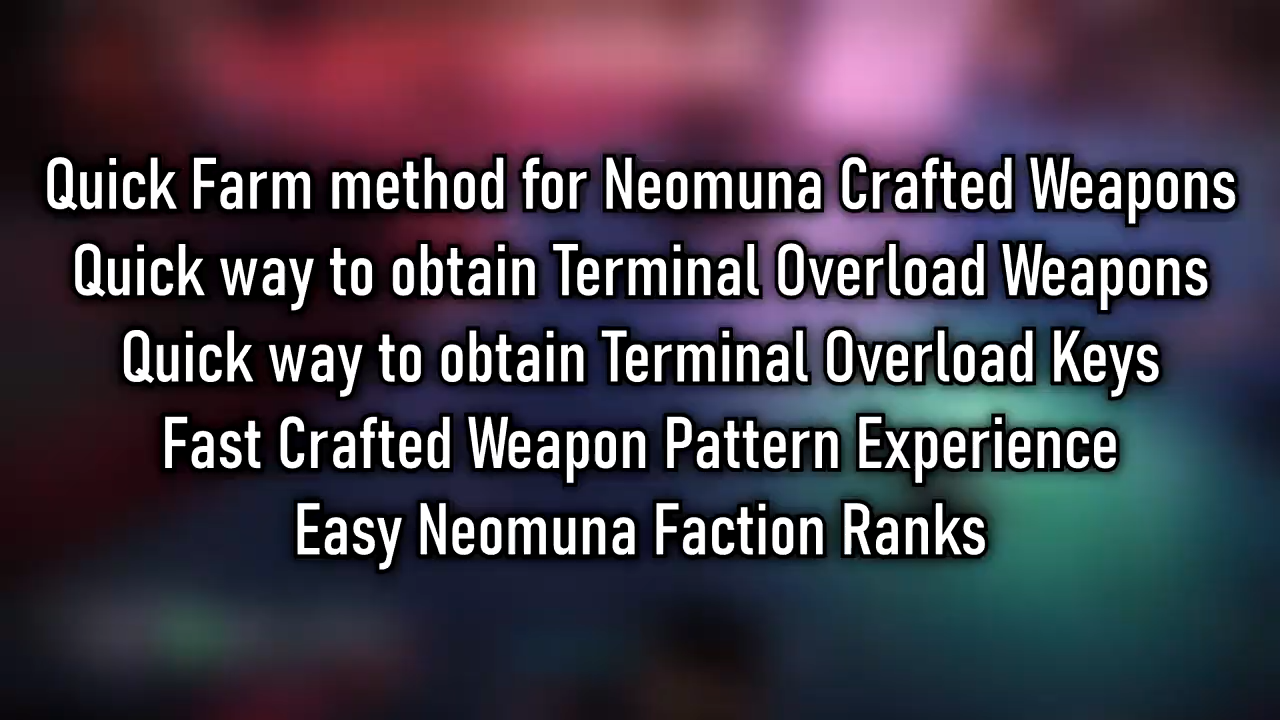 Quick Farm method for Neomuna Crafted Weapons
Quick way to obtain Terminal Overload Weapons
Quick way to obtain Terminal Overload Keys
Fast Crafted Weapon Pattern Experience
Easy Neomuna Faction Ranks